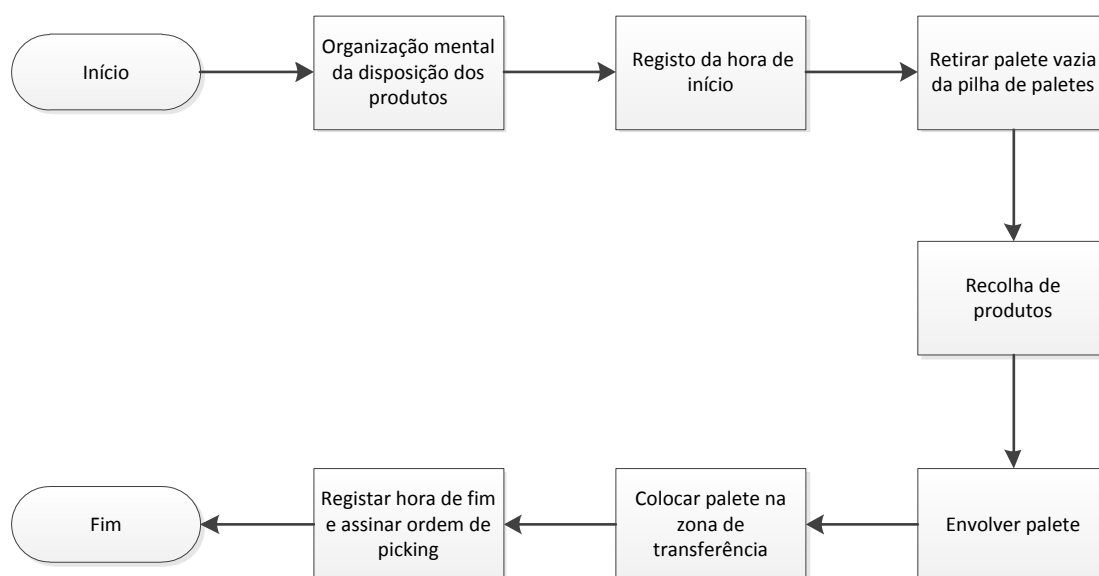 Início
Organização mental
da disposição dos
produtos
Registo da hora de
início
Retirar palete vazia
da pilha de paletes
Recolha de
produtos
Envolver palete
Colocar palete na
zona de
transferência
Registar hora de fim
e assinar ordem de
picking
Fim